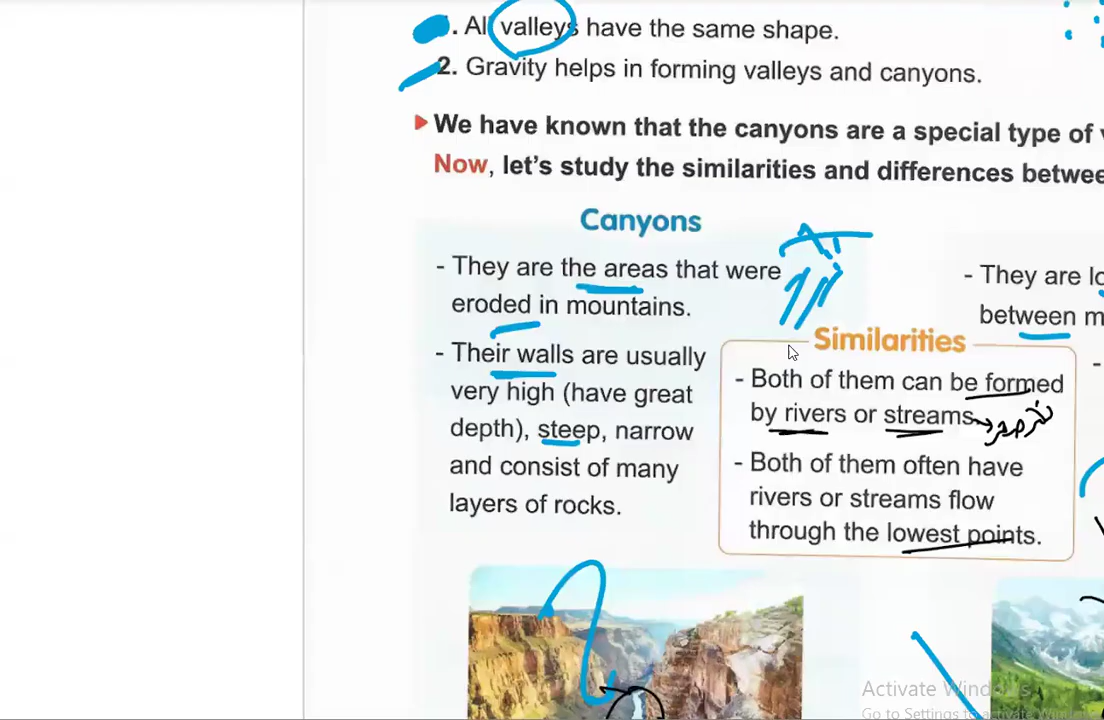 . All valleys have the same shape.
2. Gravity helps in forming valleys and canyons.
We have known that the canyons are a special type of
Now, let's study the similarities and differences betwee
Canyons
- They are the areas that were
eroded in mountains.
- Their walls are usually
very high (have great
depth), steep, narrow
and consist of many
layers of rocks.
- They are lo
between m
-
Similarities
- Both of them can be formed
by rivers or streams
- Both of them often have
rivers or streams flow
through the lowest points.
Activate Windows
Go to Settings to activate Win